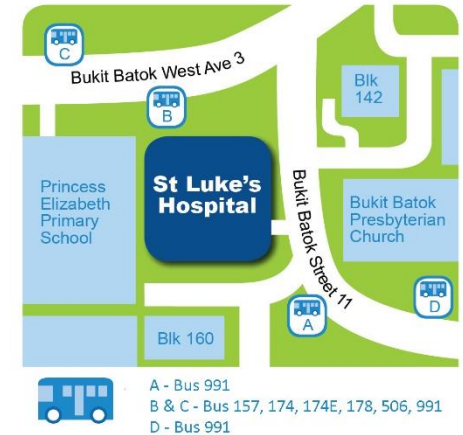 C
Bukit Batok West Ave 3
B
Blk
142
Princess
Elizabeth
Primary
School
St Luke's
Hospital
Bukit Batok Street 11
Bukit Batok
Presbyterian
Church
D
A
Blk 160
A - Bus 991
B & C - Bus 157, 174, 174E, 178, 506, 991
D - Bus 991